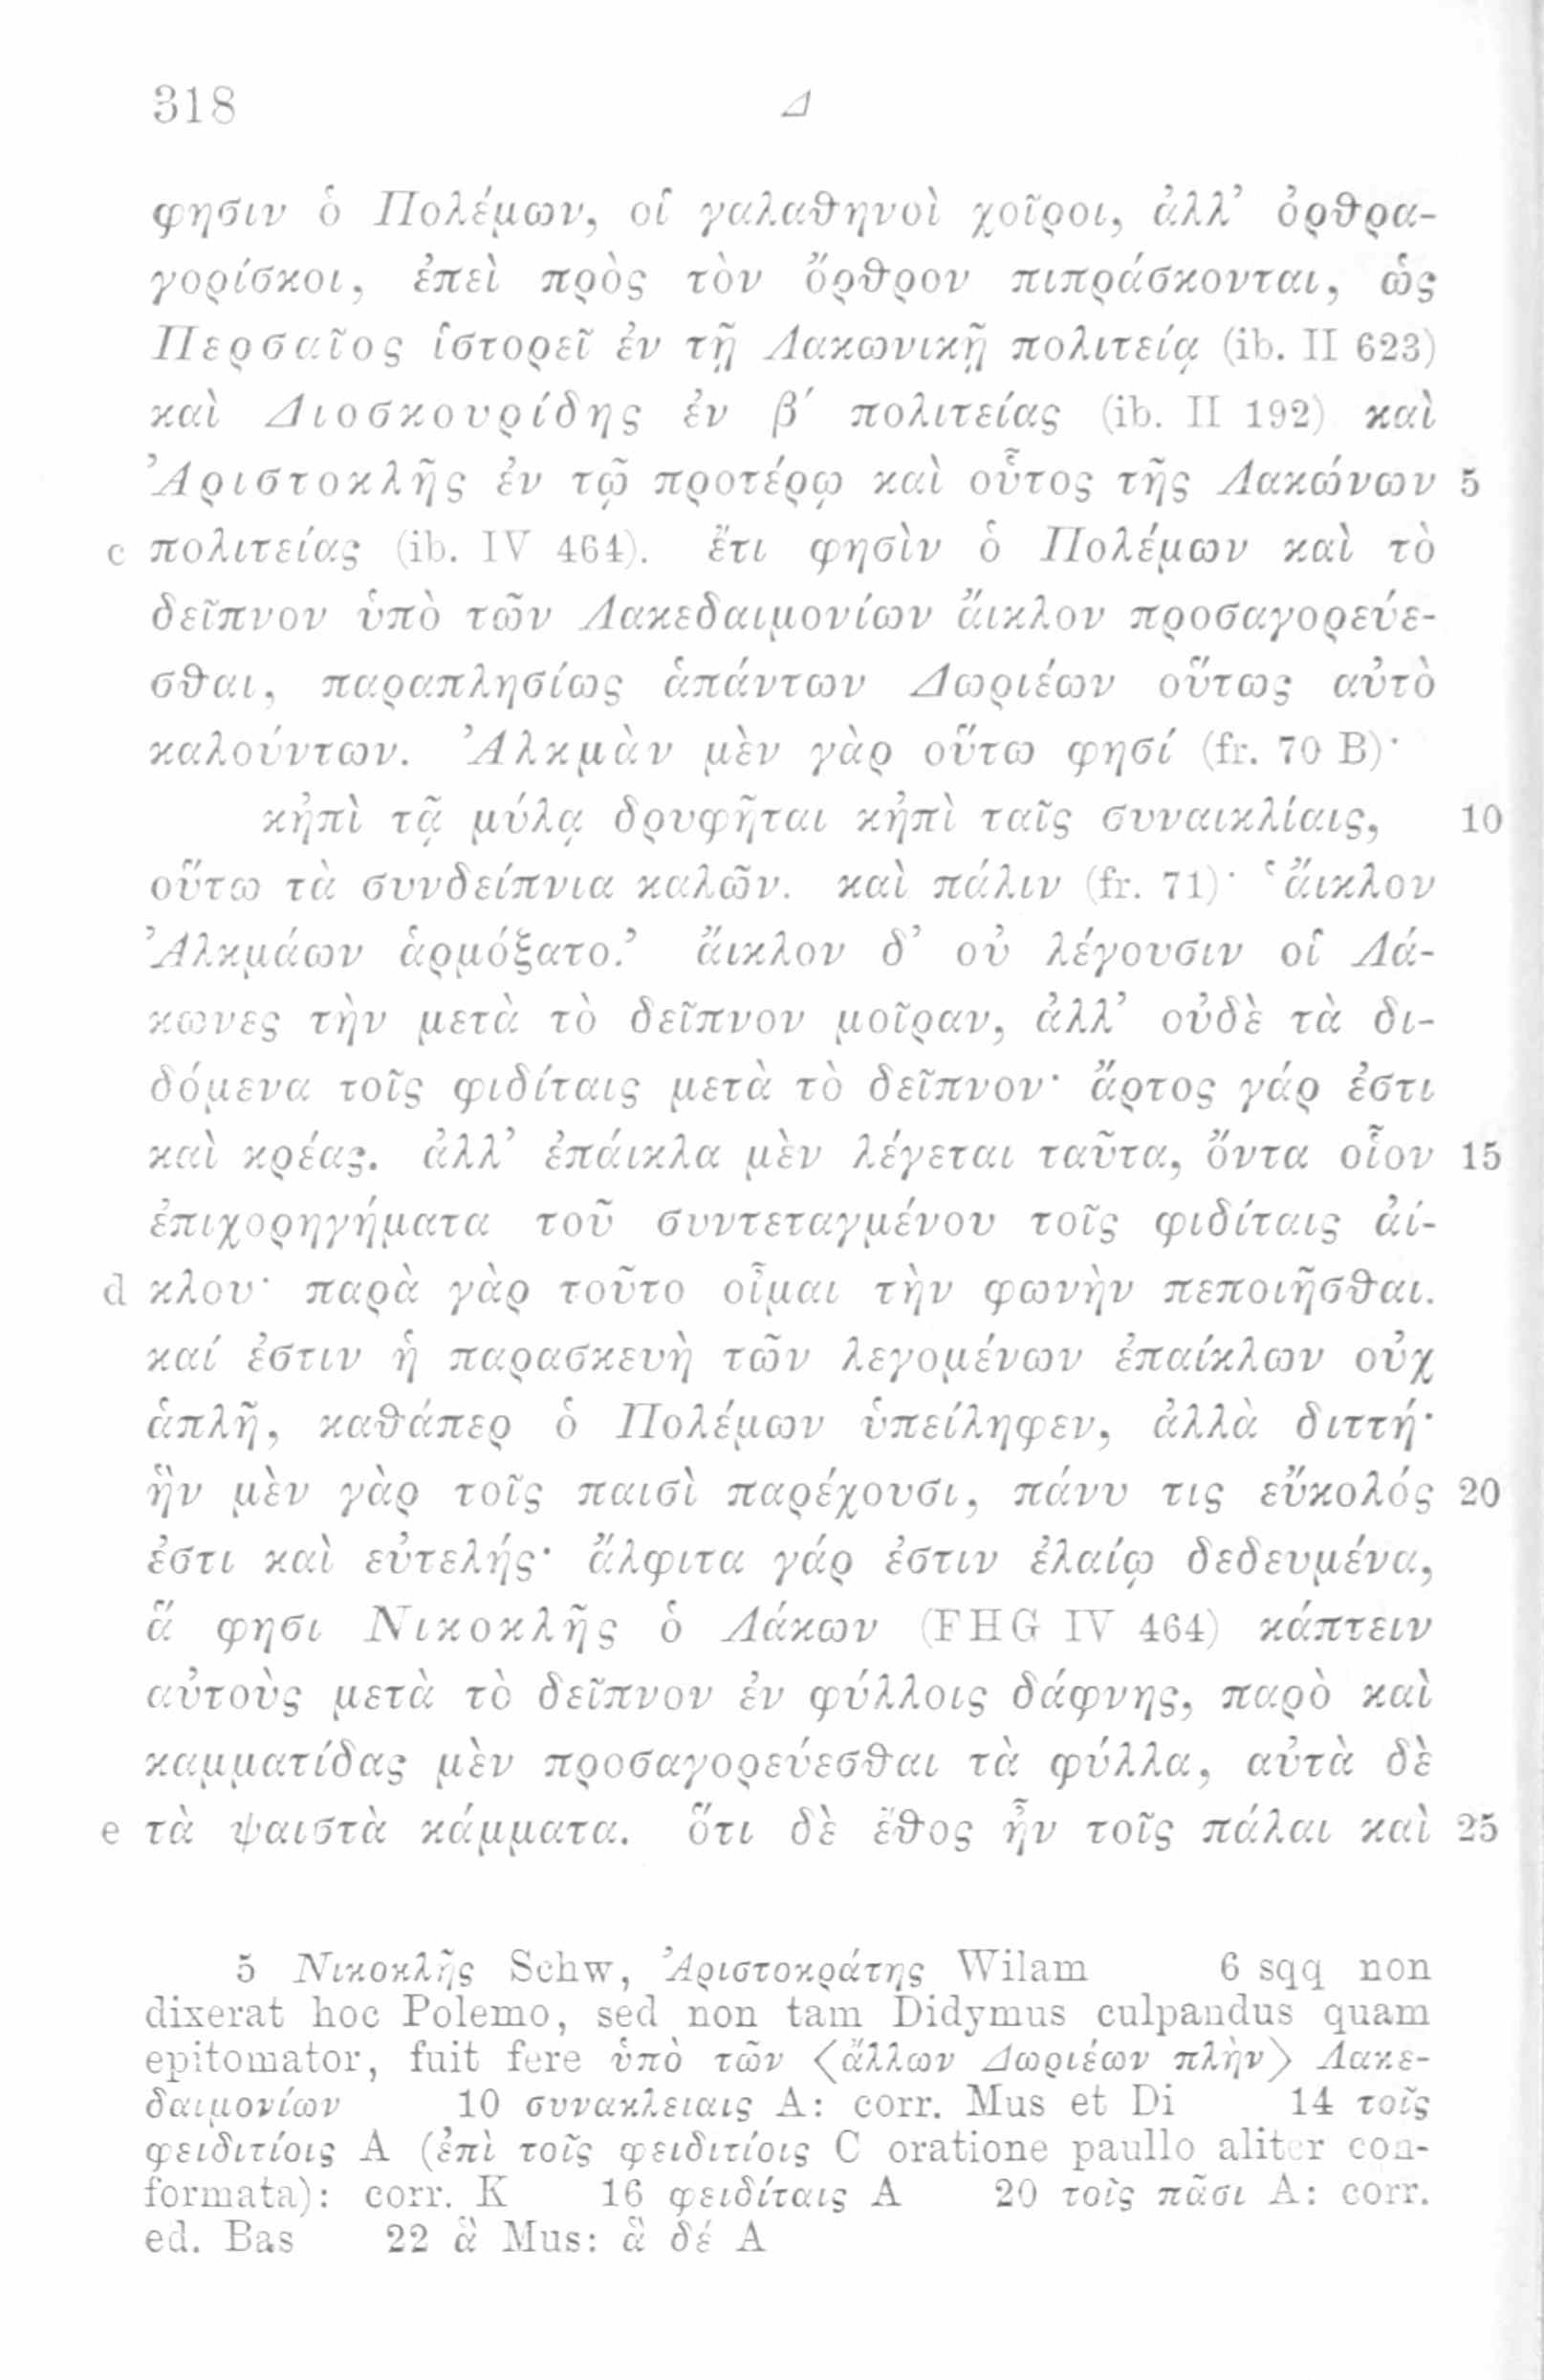 318 Δ
φησιν ὁ Πολέμων, οἱ γαλαθηνοὶ χοῖροι, ἀλλ’ ὀρθρα-
γορίσκοι, ἐπεὶ πρὸς τὸν ὄρθρον πιπράσκονται, ὡς
Περσαῖος ἱστορεῖ ἐν τῇ Λακωνικῇ πολιτείᾳ (ib. II 623)
καὶ Διοσκουρίδης ἐν β´ πολιτείας (ib. II 192) καὶ
Ἀριστοκλῆς ἐν τῷ προτέρῳ καὶ οὗτος τῆς Λακώνων 5
c πολιτείας (ib. IV 464). ἔτι φησὶν ὁ Πολέμων καὶ τὸ
δεῖπνον ὑπὸ τῶν Λακεδαιμονίων ἄικλον προσαγορεύε-
σθαι, παραπλησίως ἁπάντων Δωριέων οὕτως αὐτὸ
καλούντων. Ἀλκμὰν μὲν γὰρ οὕτω φησί (fr. 70 B)·
κἠπὶ τᾷ μύλᾳ δρυφῆται κἠπὶ ταῖς συναικλίαις, 10
οὕτω τὰ συνδείπνια καλῶν. καὶ πάλιν (fr. 71)· ‘ἄικλον
Ἀλκμάων ἁρμόξατο.’ ἄικλον δ’ οὐ λέγουσιν οἱ Λά-
κωνες τὴν μετὰ τὸ δεῖπνον μοῖραν, ἀλλ’ οὐδὲ τὰ δι-
δόμενα τοῖς φιδίταις μετὰ τὸ δεῖπνον· ἄρτος γάρ ἐστι
καὶ κρέας. ἀλλ’ ἐπάικλα μὲν λέγεται ταῦτα, ὄντα οἷον 15
ἐπιχορηγήματα τοῦ συντεταγμένου τοῖς φιδίταις ἀί-
d κλου· παρὰ γὰρ τοῦτο οἶμαι τὴν φωνὴν πεποιῆσθαι.
καί ἐστιν ἡ παρασκευὴ τῶν λεγομένων ἐπαίκλων οὐχ
ἁπλῆ, καθάπερ ὁ Πολέμων ὑπείληφεν, ἀλλὰ διττή·
ἣν μὲν γὰρ τοῖς παισὶ παρέχουσι, πάνυ τις εὔκολός 20
ἐστι καὶ εὐτελής· ἄλφιτα γάρ ἐστιν ἐλαίῳ δεδευμένα,
ἅ φησι Νικοκλῆς ὁ Λάκων (FHG IV 464) κάπτειν
αὐτοὺς μετὰ τὸ δεῖπνον ἐν φύλλοις δάφνης, παρὸ καὶ
καμματίδας μὲν προσαγορεύεσθαι τὰ φύλλα, αὐτὰ δὲ
e τὰ ψαιστὰ κάμματα. ὅτι δὲ ἔθος ἦν τοῖς πάλαι καὶ 25
5 Νικοκλῆς Schw, Ἀριστοκράτης Wilam 6 sqq non
dixerat hoc Polemo, sed non tam Didymus culpandus quam
epitomator, fuit fere ὑπὸ τῶν ⟨ἄλλων Δωριέων πλὴν⟩ Λακε-
δαιμονίων 10 συνακλειαις A: corr. Mus et Di 14 τοῖς
φειδιτίοις A (ἐπὶ τοῖς φειδιτίοις C oratione paullo aliter con-
formata): corr. K 16 φειδίταις A 20 τοῖς πᾶσι A: corr.
ed. Bas 22 ἃ Mus: ἃ δέ A